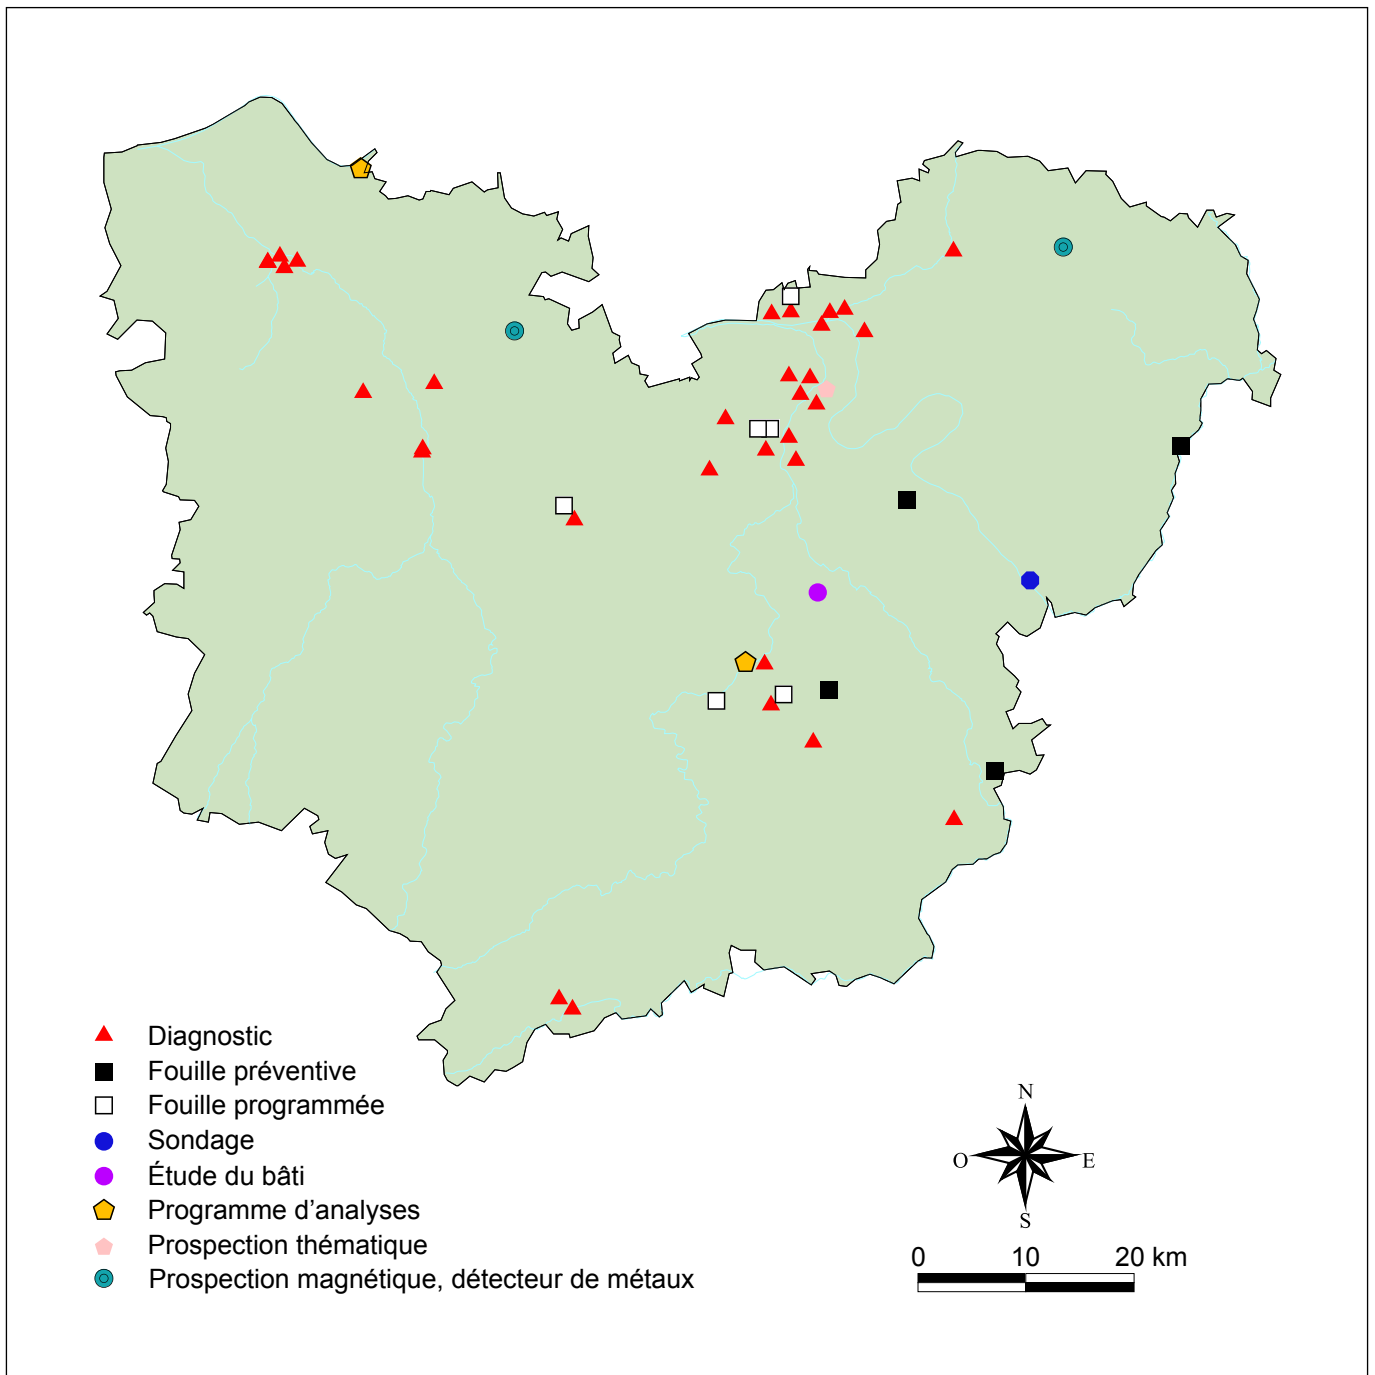 Diagnostic
Fouille préventive
Fouille programmée
Sondage
Étude du bâti
Programme d’analyses
Prospection thématique
Prospection magnétique, détecteur de métaux
N
O E
S
0 10 20 km